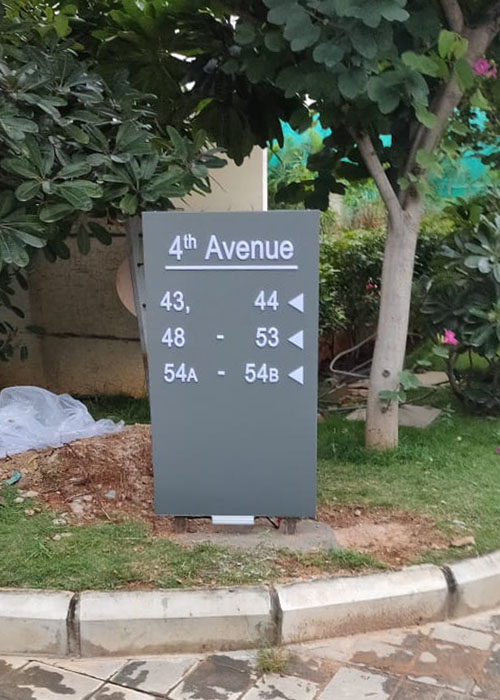 4th Avenue
43, 44 ◀
48 - 53 ◀
54A - 54B ◀